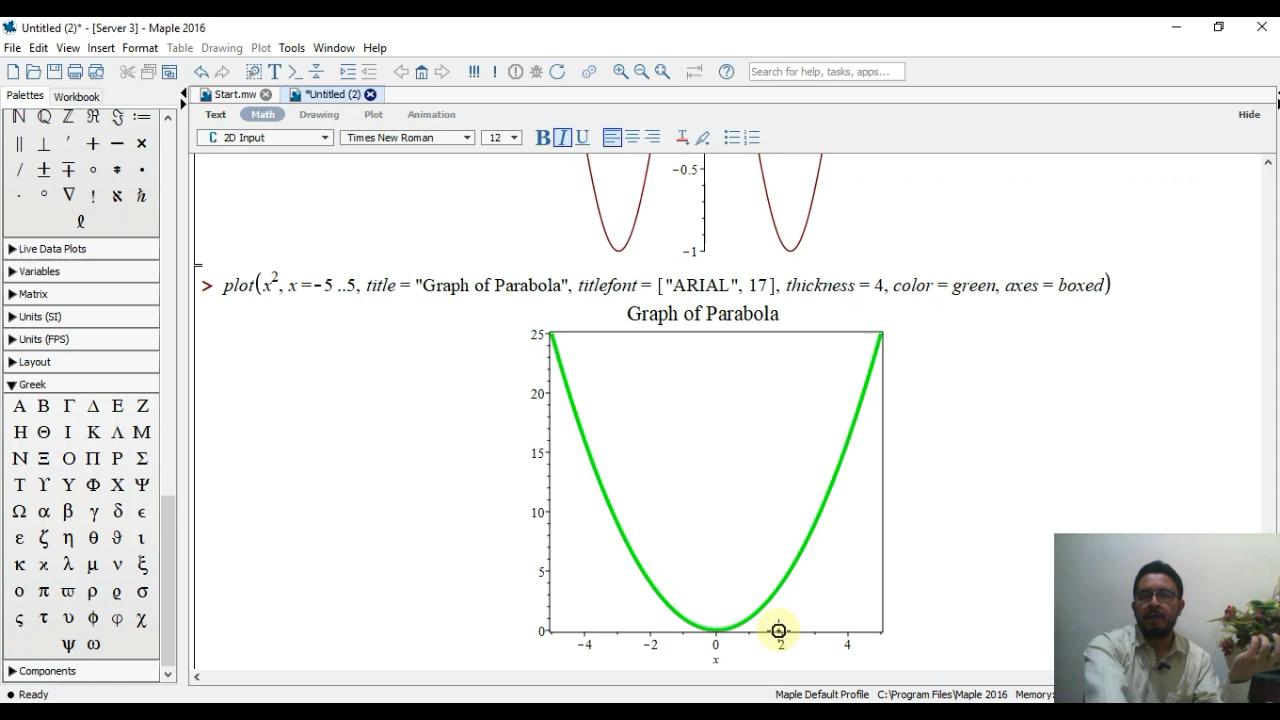 Untitled (2)* - [Server 3] - Maple 2016
File Edit View Insert Format Table Drawing Plot Tools Window Help
Search for help, tasks, apps...
Palettes Workbook
Start.mw *Untitled (2)
Text Math Drawing Plot Animation Hide
C 2D Input Times New Roman 12 B I U
ℕ ℚ ℤ ℜ ℑ :=
∥ ⊥ ′ + − ×
/ ± ∓ ∘ * ·
. ° ∇ ! ℵ ℏ
ℓ
Live Data Plots
Variables
Matrix
Units (SI)
Units (FPS)
Layout
Greek
Α Β Γ Δ Ε Ζ
Η Θ Ι Κ Λ Μ
Ν Ξ Ο Π Ρ Σ
Τ ϒ Υ Φ Χ Ψ
Ω α β γ δ ϵ
ε ζ η θ ϑ ι
κ ϰ λ μ ν ξ
ο π ϖ ρ ϱ σ
ς τ υ ϕ φ χ
ψ ω
Components
-0.5
-1
> plot(x², x = -5 ..5, title = "Graph of Parabola", titlefont = ["ARIAL", 17], thickness = 4, color = green, axes = boxed)
Graph of Parabola
25
20
15
10
5
0
-4 -2 0 2 4
x
Ready Maple Default Profile C:\Program Files\Maple 2016 Memory: